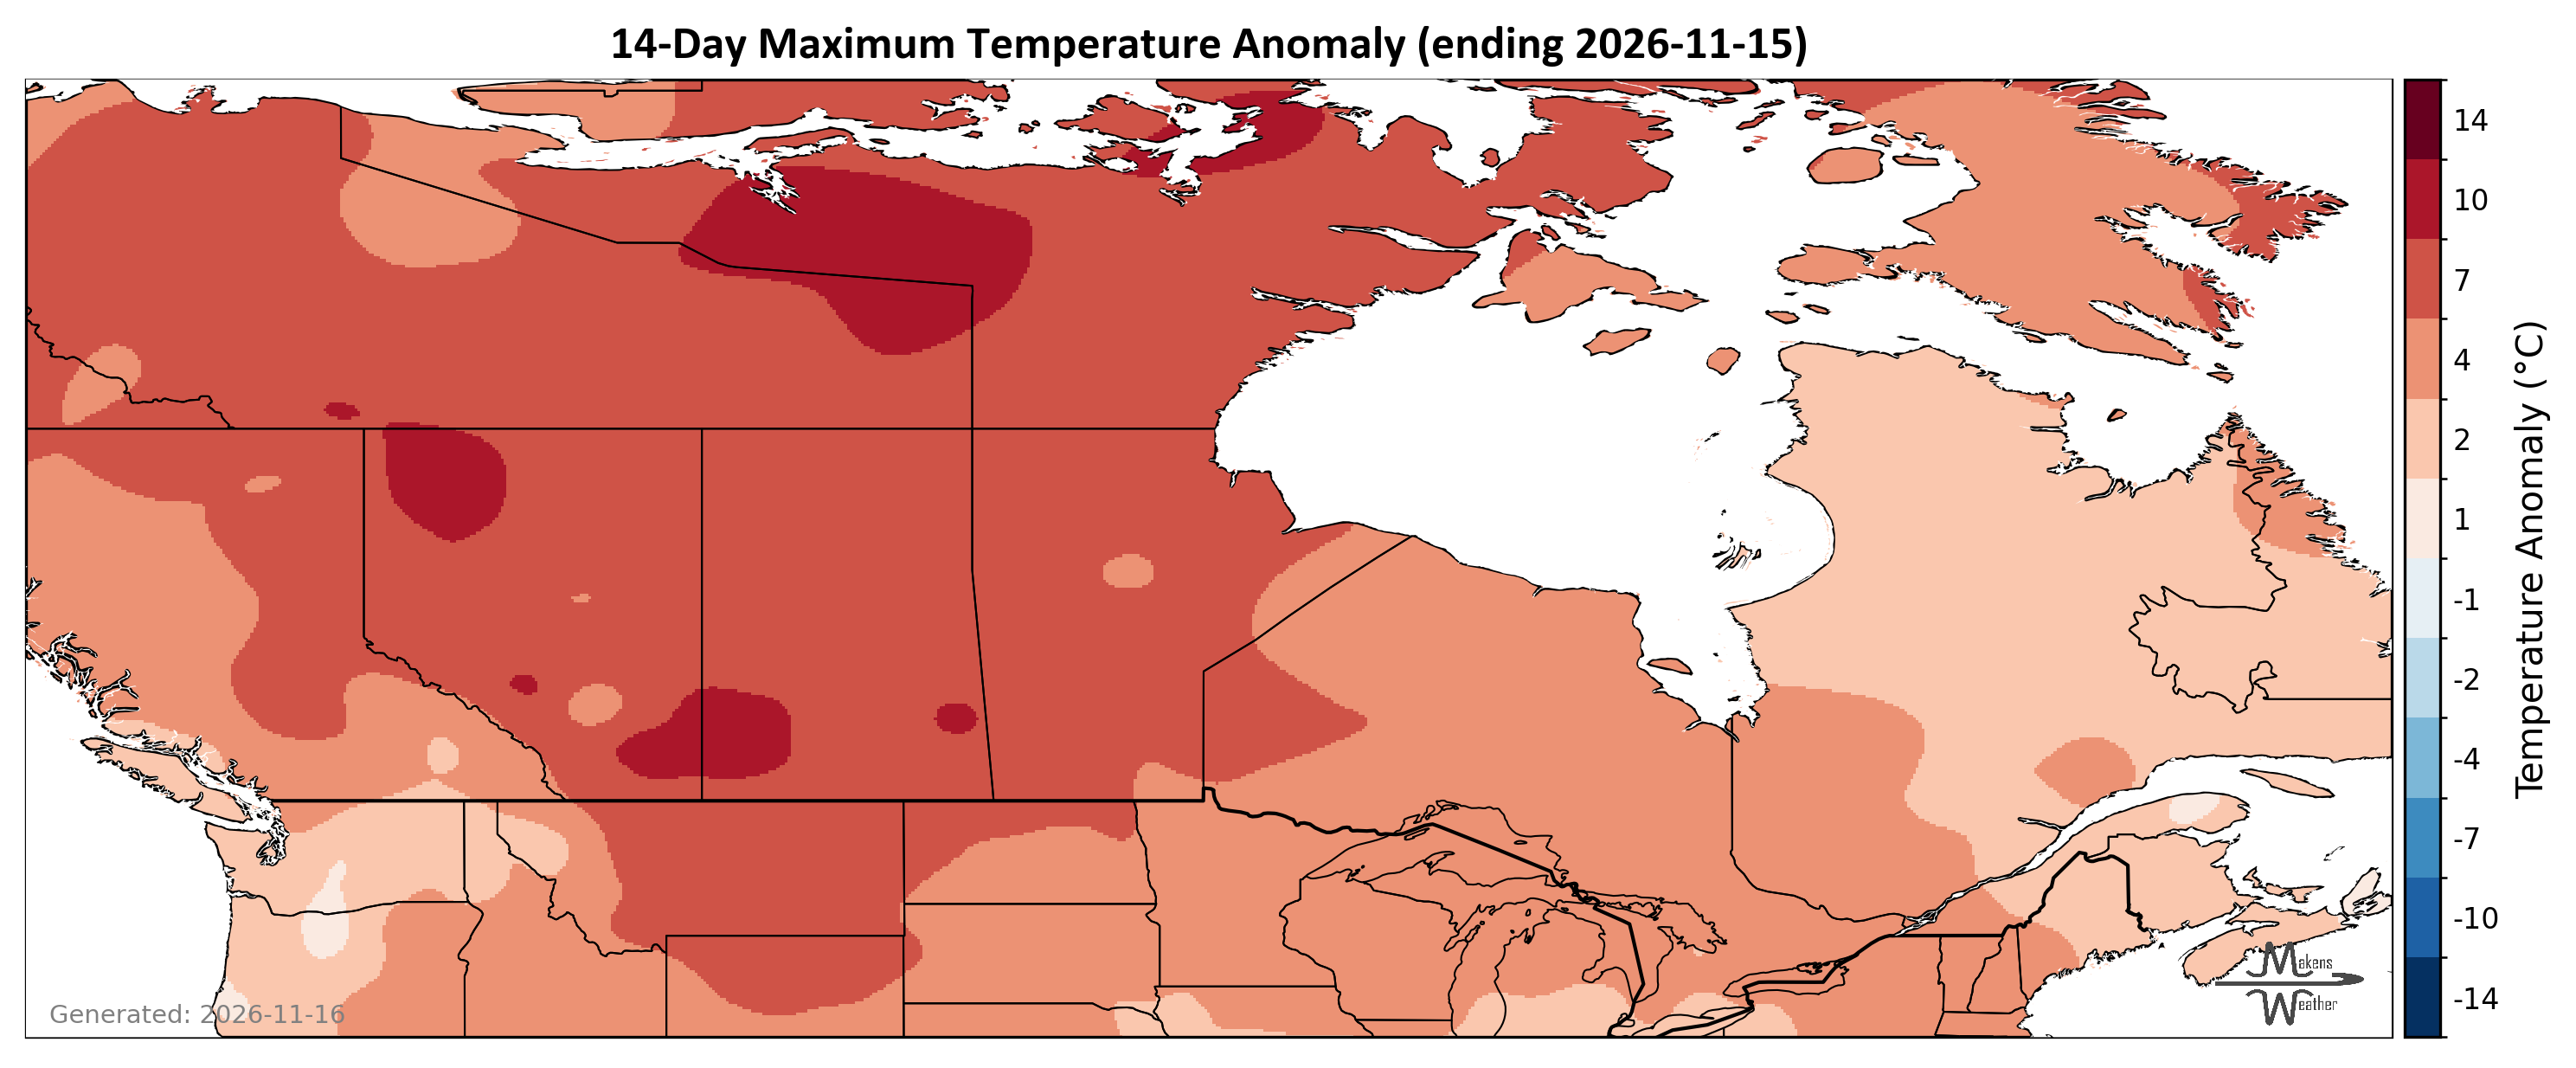 14-Day Maximum Temperature Anomaly (ending 2026-11-15)
14
10
7
4
2
1
-1
-2
-4
-7
-10
-14
Temperature Anomaly (°C)
Makens
Weather
Generated: 2026-11-16